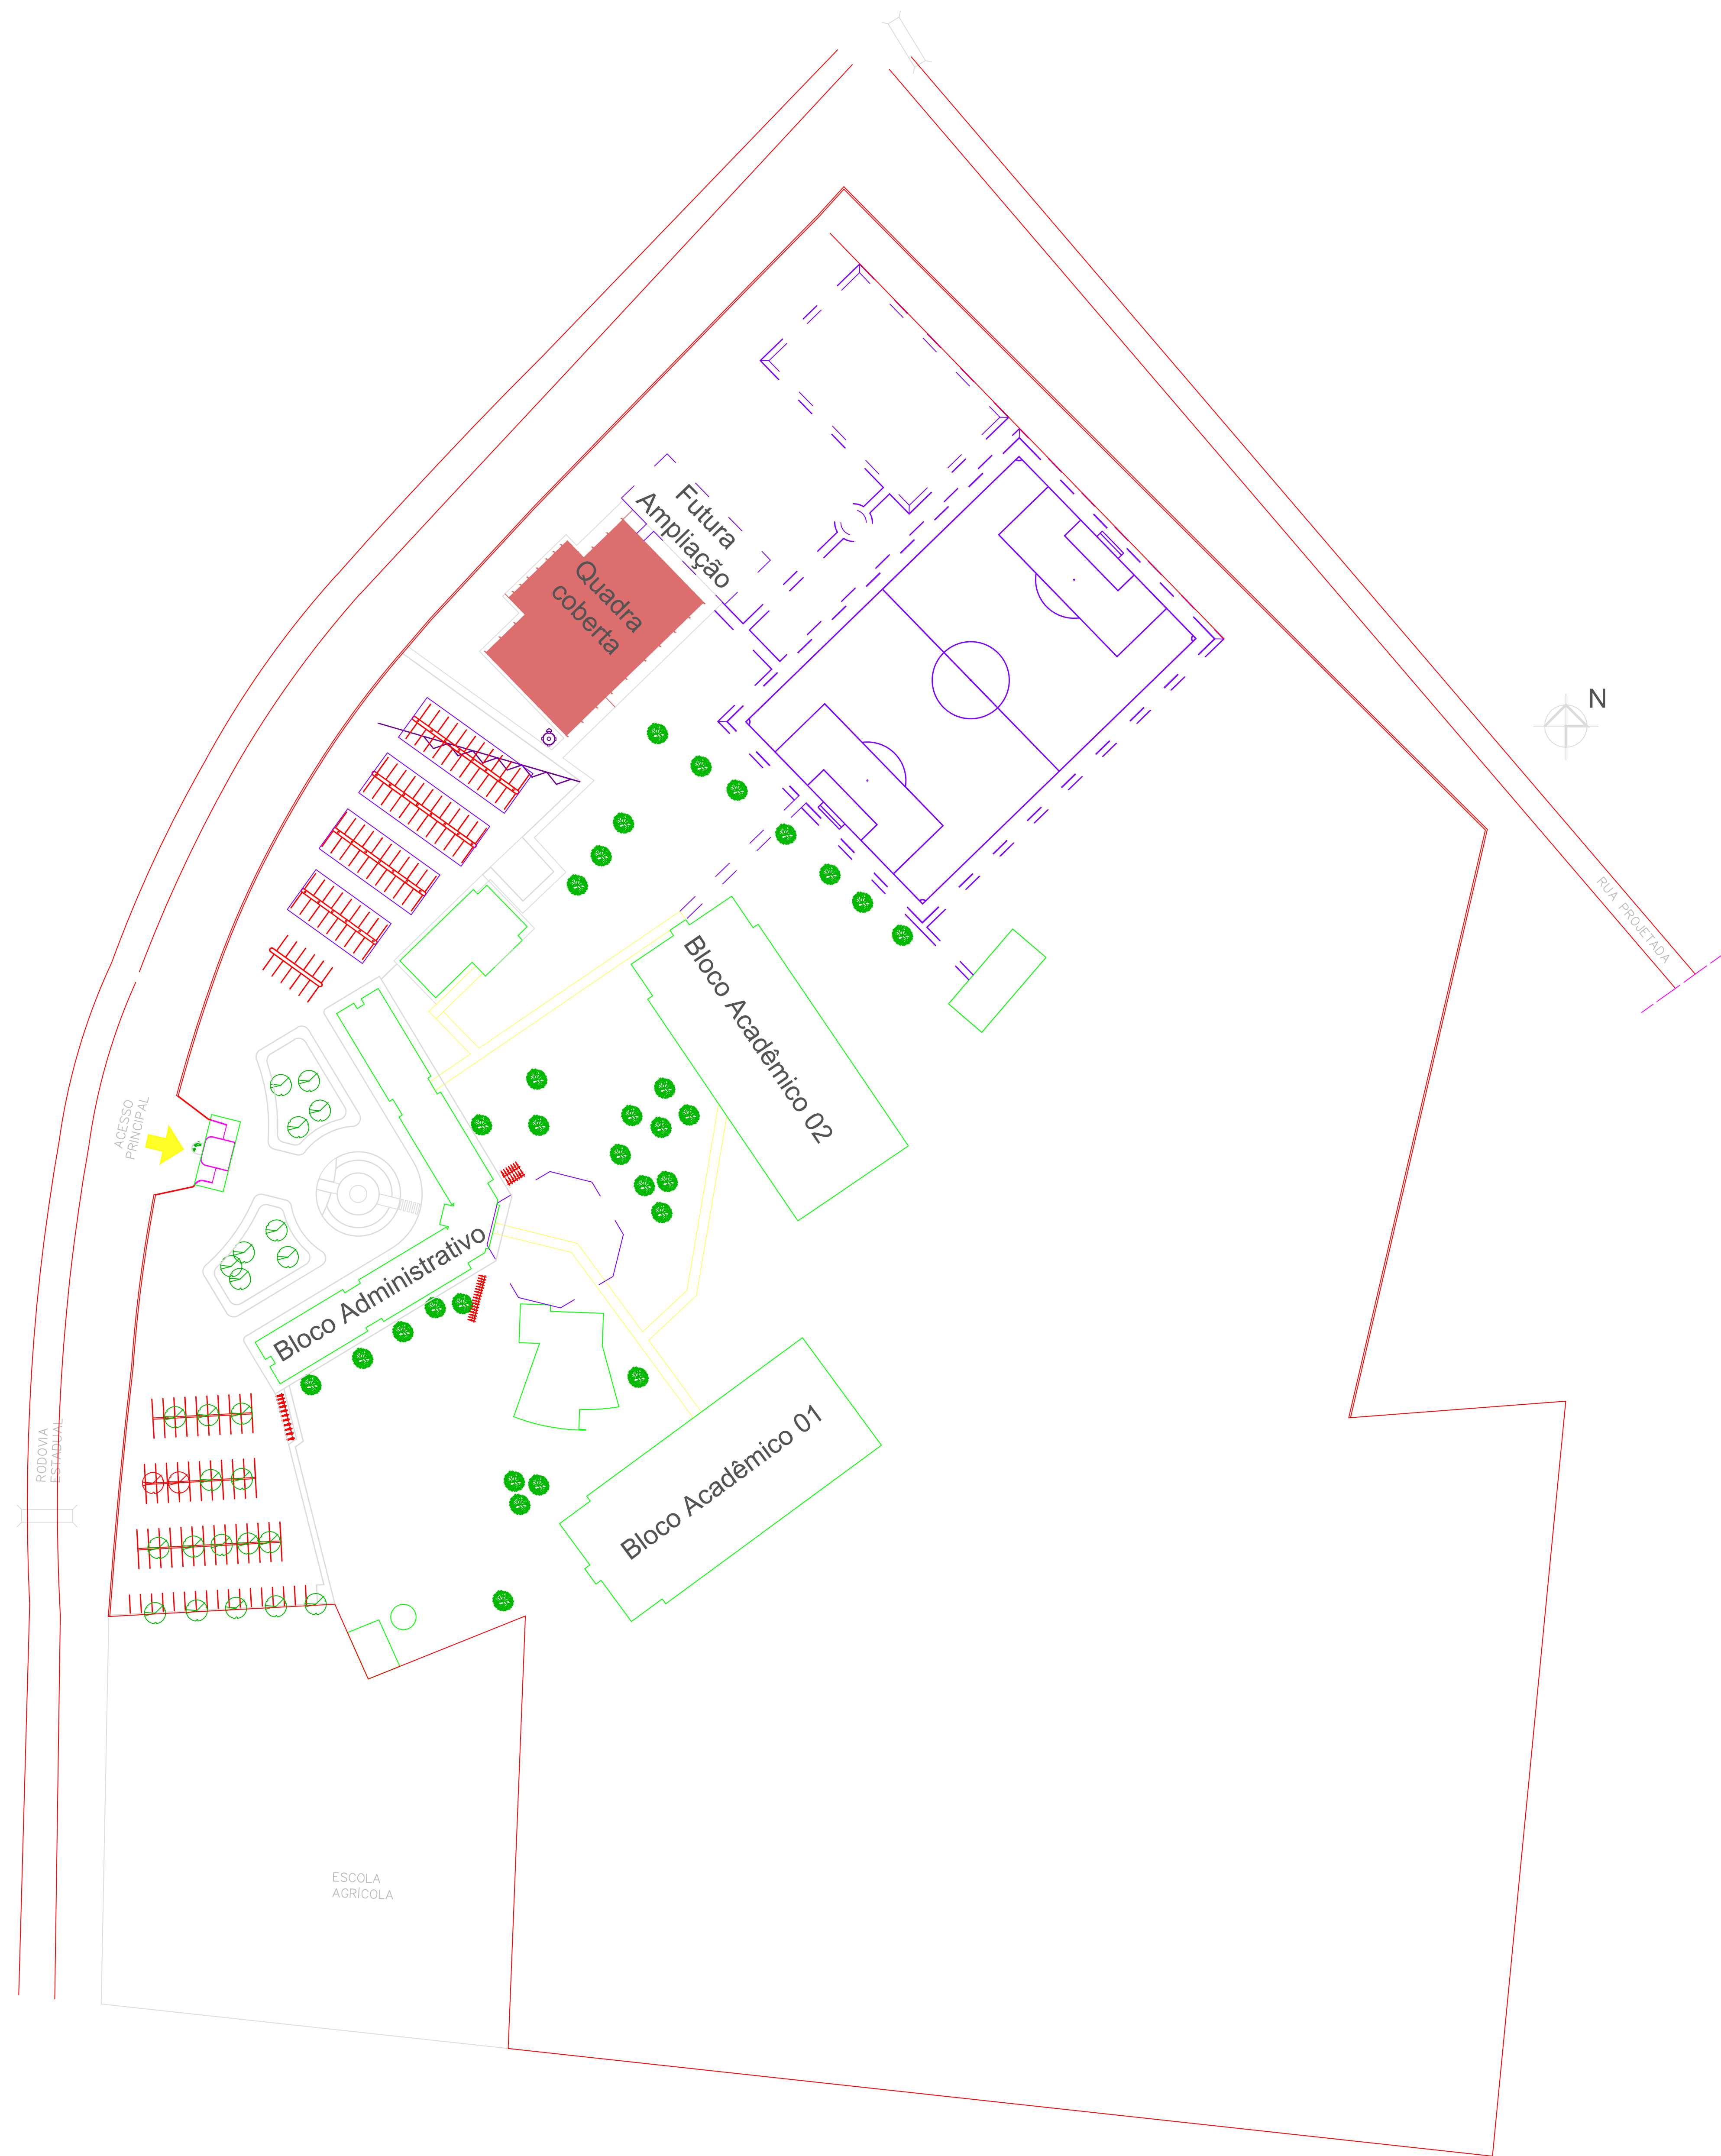 Futura
Ampliação
Quadra
coberta
N
RUA PROJETADA
Bloco Acadêmico 02
ACESSO
PRINCIPAL
Bloco Administrativo
Bloco Acadêmico 01
RODOVIA
ESTADUAL
ESCOLA
AGRÍCOLA